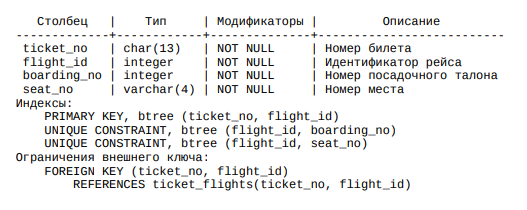 Столбец | Тип | Модификаторы | Описание
-------------+------------+--------------+--------------------------
ticket_no | char(13) | NOT NULL | Номер билета
flight_id | integer | NOT NULL | Идентификатор рейса
boarding_no | integer | NOT NULL | Номер посадочного талона
seat_no | varchar(4) | NOT NULL | Номер места
Индексы:
PRIMARY KEY, btree (ticket_no, flight_id)
UNIQUE CONSTRAINT, btree (flight_id, boarding_no)
UNIQUE CONSTRAINT, btree (flight_id, seat_no)
Ограничения внешнего ключа:
FOREIGN KEY (ticket_no, flight_id)
REFERENCES ticket_flights(ticket_no, flight_id)